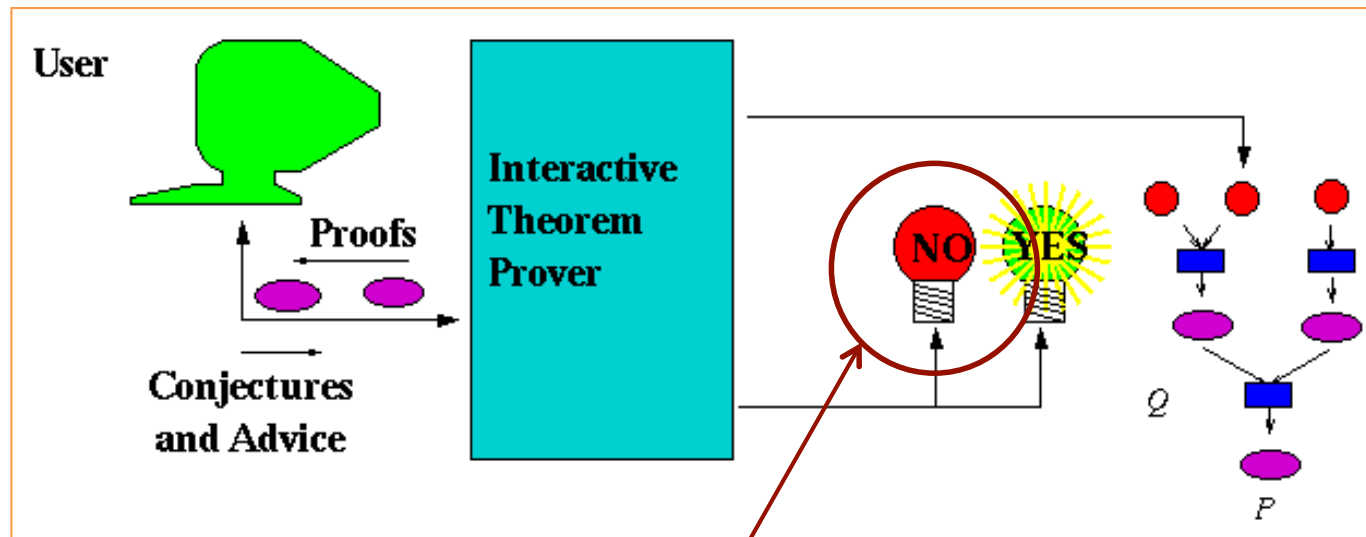 User
Proofs
Conjectures
and Advice
Interactive
Theorem
Prover
NO
YES
Q
P